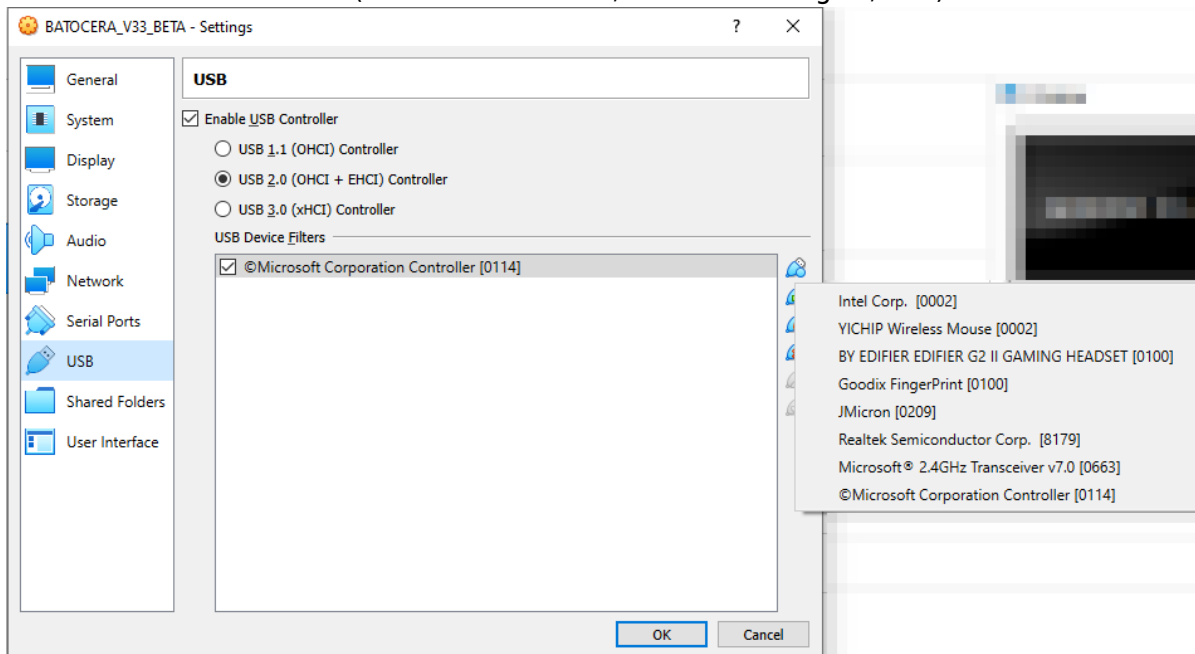 BATOCERA_V33_BETA - Settings
?
General
USB
System
Enable USB Controller
USB 1.1 (OHCI) Controller
Display
USB 2.0 (OHCI + EHCI) Controller
Storage
USB 3.0 (xHCI) Controller
Audio
USB Device Filters
©Microsoft Corporation Controller [0114]
Network
Intel Corp. [0002]
Serial Ports
YICHIP Wireless Mouse [0002]
USB
BY EDIFIER EDIFIER G2 II GAMING HEADSET [0100]
Goodix FingerPrint [0100]
Shared Folders
JMicron [0209]
User Interface
Realtek Semiconductor Corp. [8179]
Microsoft® 2.4GHz Transceiver v7.0 [0663]
©Microsoft Corporation Controller [0114]
OK
Cancel